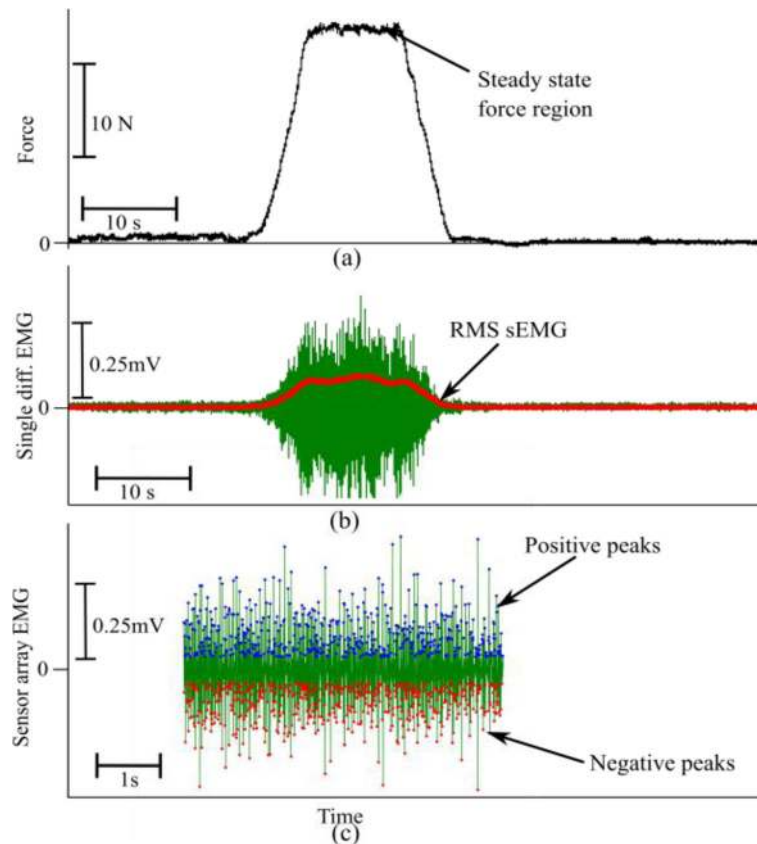 Steady state
force region
10 N
Force
10 s
0
(a)
RMS sEMG
0.25mV
Single diff. EMG
0
10 s
(b)
Positive peaks
0.25mV
Sensor array EMG
0
Negative peaks
1s
Time
(c)